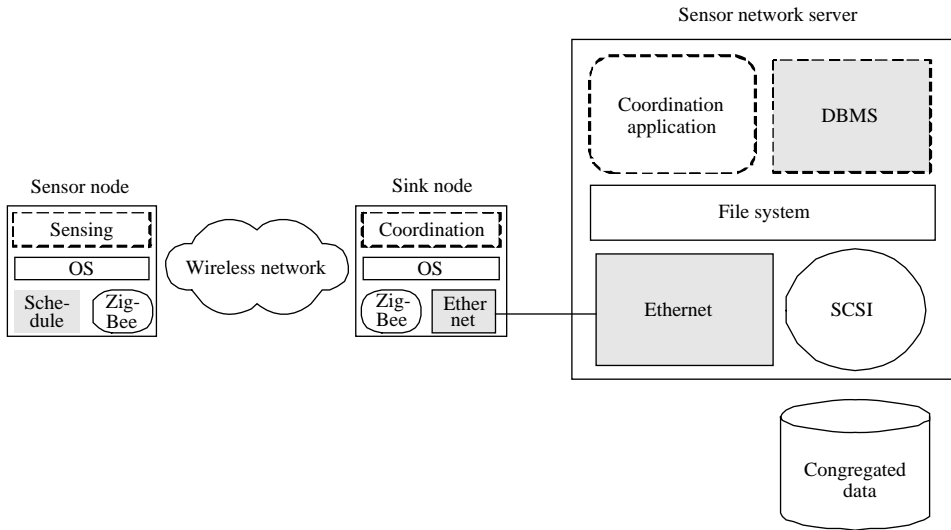 Sensor network server
Coordination
application
DBMS
File system
Ethernet
SCSI
Sensor node
Sensing
OS
Sche-
dule
Zig-
Bee
Wireless network
Sink node
Coordination
OS
Zig-
Bee
Ether
net
Congregated
data